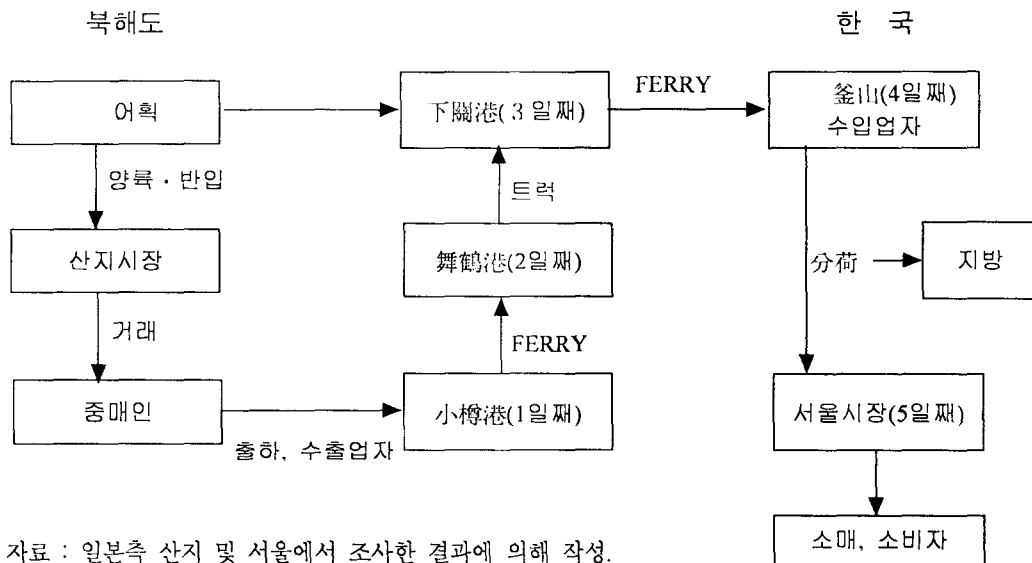 북해도
한 국
어획
下關港(3일째)
FERRY
釜山(4일째)
수입업자
양륙·반입
트럭
산지시장
舞鶴港(2일째)
分荷
지방
거래
FERRY
중매인
小樽港(1일째)
서울시장(5일째)
출하, 수출업자
소매, 소비자
자료 : 일본측 산지 및 서울에서 조사한 결과에 의해 작성.